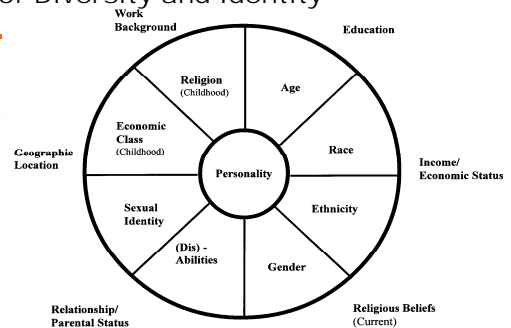 of Diversity and Identity
Work
Background
Education
Religion
(Childhood)
Age
Economic
Class
(Childhood)
Race
Geographic
Location
Personality
Income/
Economic Status
Sexual
Identity
Ethnicity
(Dis) -
Abilities
Gender
Relationship/
Parental Status
Religious Beliefs
(Current)